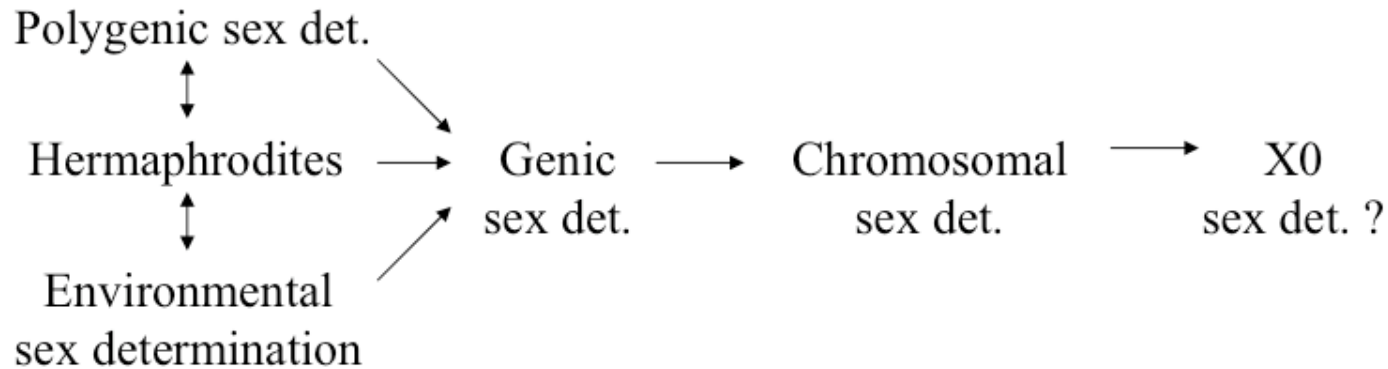 Polygenic sex det.
Hermaphrodites
Environmental
sex determination
Genic
sex det.
Chromosomal
sex det.
X0
sex det. ?